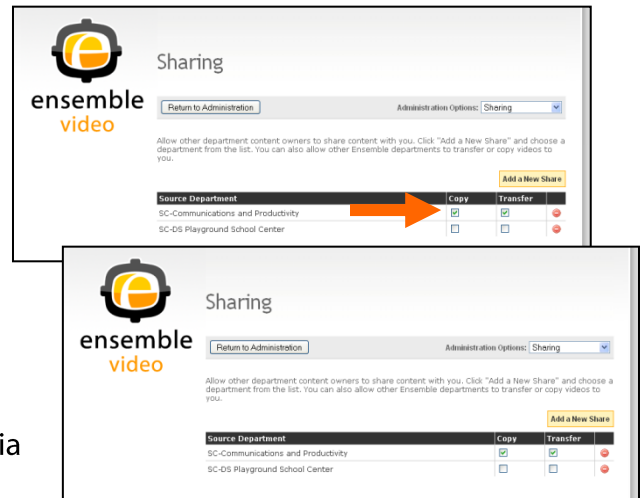 Sharing
ensemble
video
Return to Administration
Administration Options: Sharing
Allow other department content owners to share content with you. Click "Add a New Share" and choose a
department from the list. You can also allow other Ensemble departments to transfer or copy videos to
you.
Add a New Share
Source Department Copy Transfer
SC-Communications and Productivity
SC-DS Playground School Center
Sharing
ensemble
video
Return to Administration
Administration Options: Sharing
Allow other department content owners to share content with you. Click "Add a New Share" and choose a
department from the list. You can also allow other Ensemble departments to transfer or copy videos to
you.
Add a New Share
Source Department Copy Transfer
SC-Communications and Productivity
SC-DS Playground School Center
ia